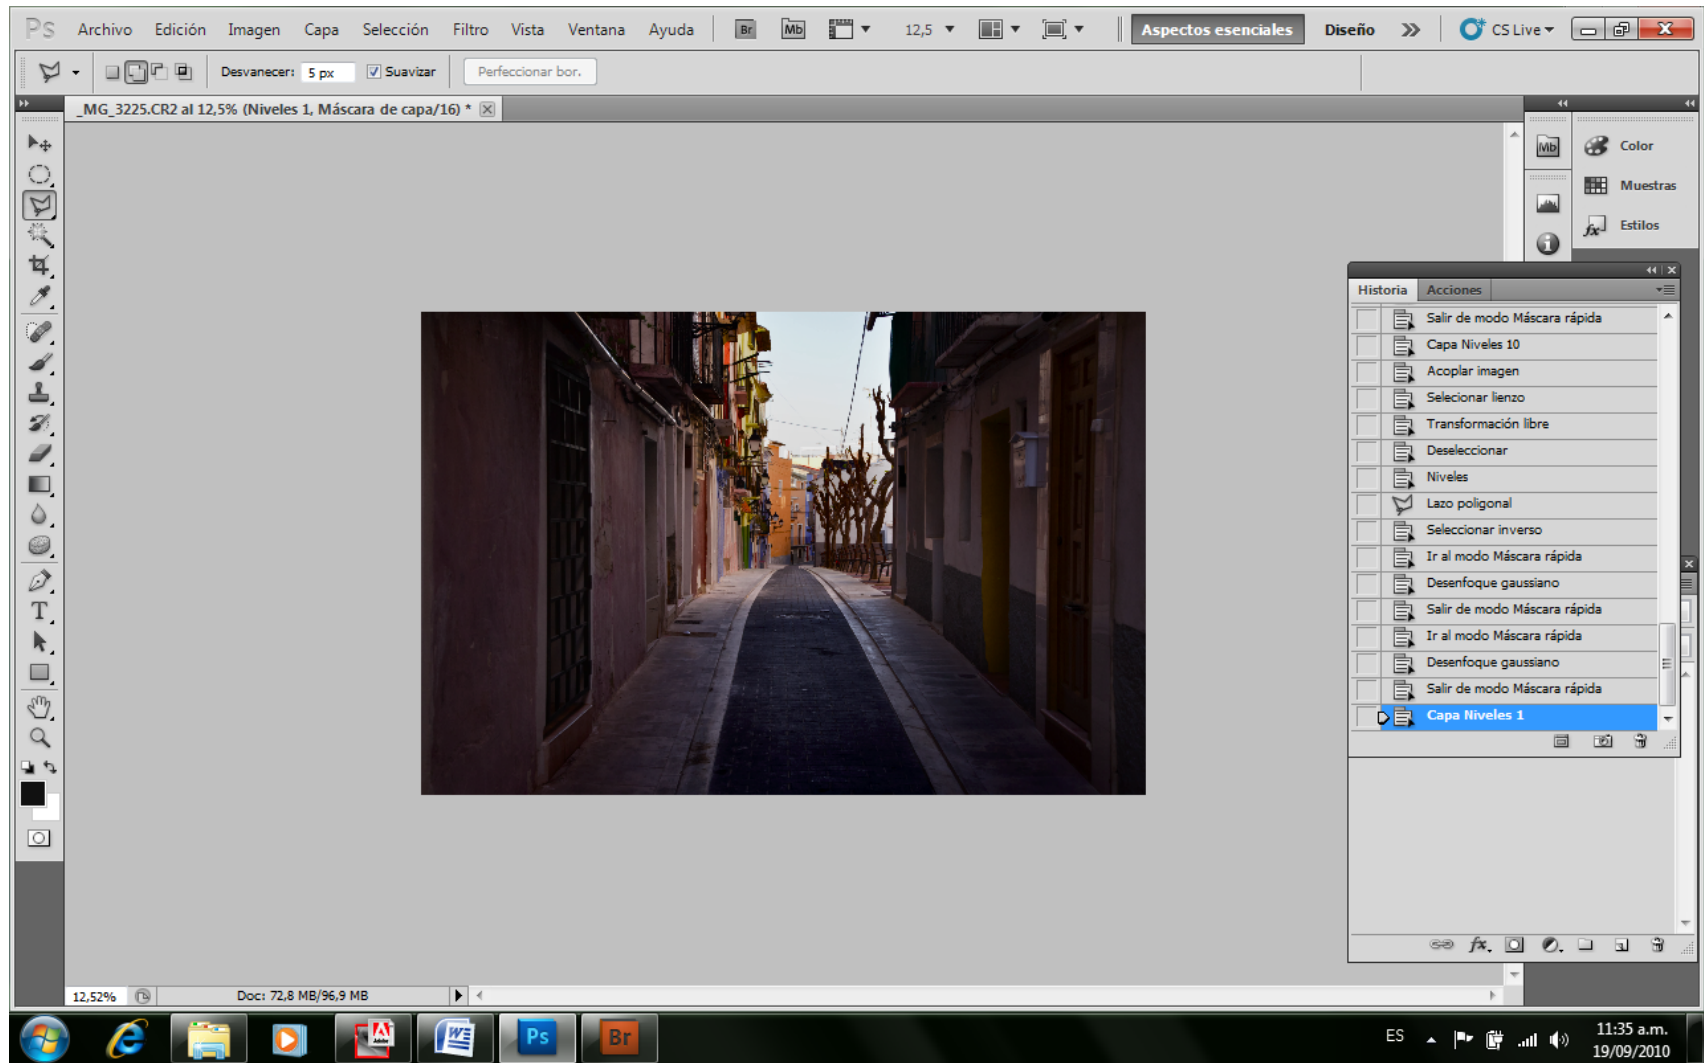 Ps Archivo Edición Imagen Capa Selección Filtro Vista Ventana Ayuda Br Mb 12,5 Aspectos esenciales Diseño CS Live
Desvanecer: 5 px Suavizar Perfeccionar bor.
_MG_3225.CR2 al 12,5% (Niveles 1, Máscara de capa/16) *
Mb Color
Muestras
Estilos
Historia Acciones
Salir de modo Máscara rápida
Capa Niveles 10
Acoplar imagen
Selecionar lienzo
Transformación libre
Deseleccionar
Niveles
Lazo poligonal
Seleccionar inverso
Ir al modo Máscara rápida
Desenfoque gaussiano
Salir de modo Máscara rápida
Ir al modo Máscara rápida
Desenfoque gaussiano
Salir de modo Máscara rápida
Capa Niveles 1
fx.
12,52% Doc: 72,8 MB/96,9 MB
Adobe W Ps Br ES 11:35 a.m.
19/09/2010